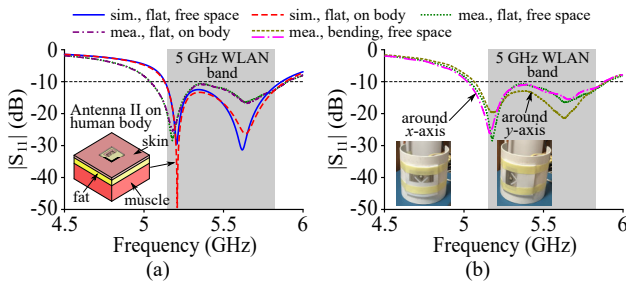 sim., flat, free space sim., flat, on body mea., flat, free space
mea., flat, on body mea., bending, free space
0
-10
-20
-30
-40
-50
|S11| (dB)
5 GHz WLAN
band
Antenna II on
human body
skin
fat
muscle
4.5 5 5.5 6
Frequency (GHz)
(a)
0
-10
-20
-30
-40
-50
|S11| (dB)
5 GHz WLAN
band
around
x-axis
around
y-axis
4.5 5 5.5 6
Frequency (GHz)
(b)